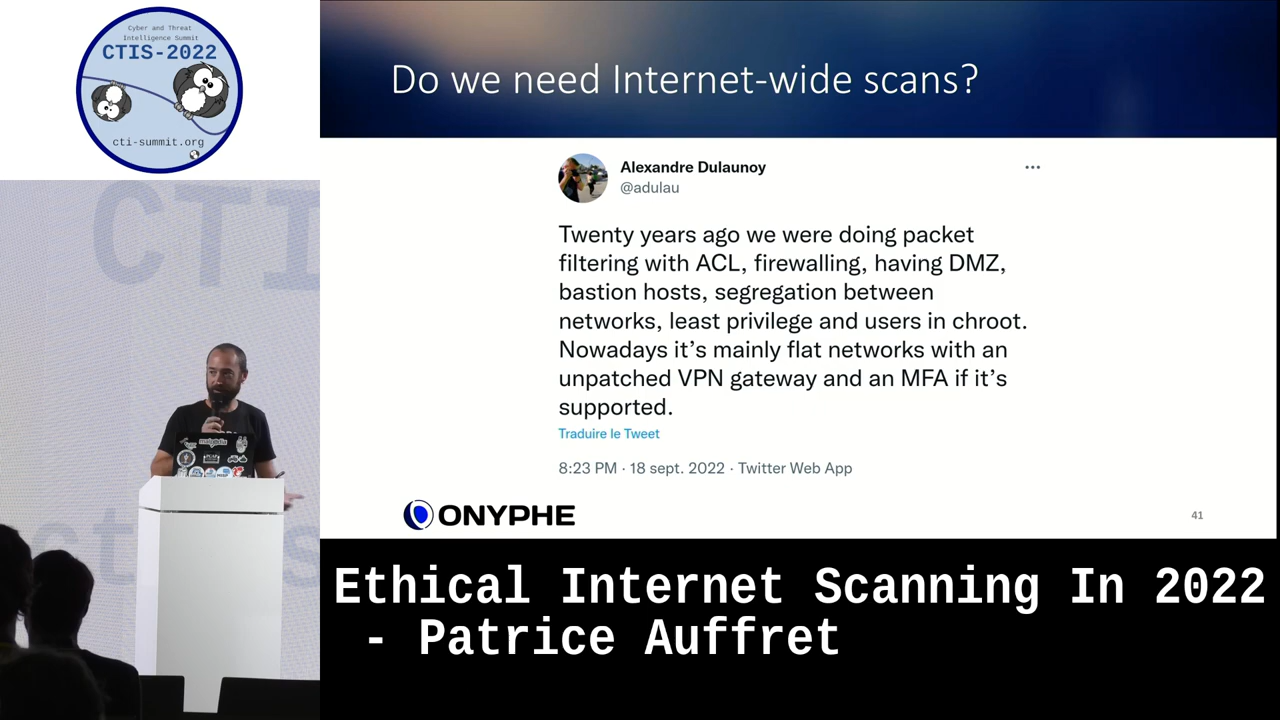 Cyber and Threat
Intelligence Summit
CTIS-2022
cti-summit.org
CTI
Do we need Internet-wide scans?
Alexandre Dulaunoy
@adulau
Twenty years ago we were doing packet
filtering with ACL, firewalling, having DMZ,
bastion hosts, segregation between
networks, least privilege and users in chroot.
Nowadays it’s mainly flat networks with an
unpatched VPN gateway and an MFA if it’s
supported.
Traduire le Tweet
8:23 PM · 18 sept. 2022 · Twitter Web App
ONYPHE
41
Ethical Internet Scanning In 2022
- Patrice Auffret